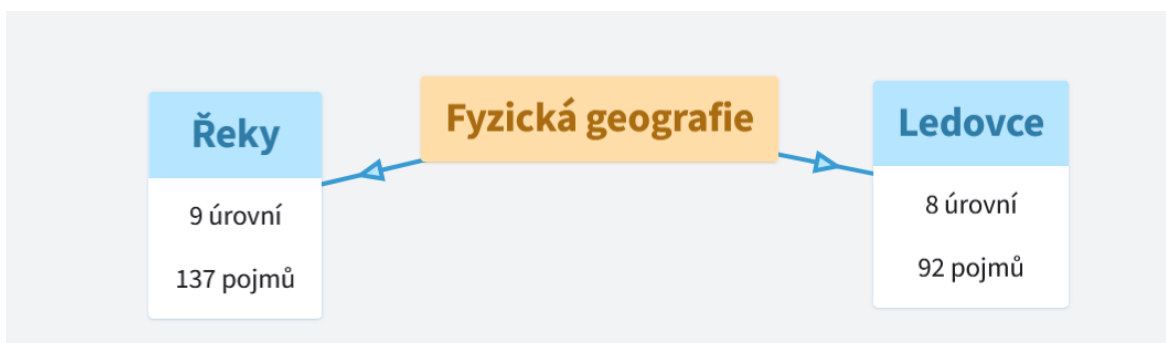 Fyzická geografie
Řeky
9 úrovní
137 pojmů
Ledovce
8 úrovní
92 pojmů